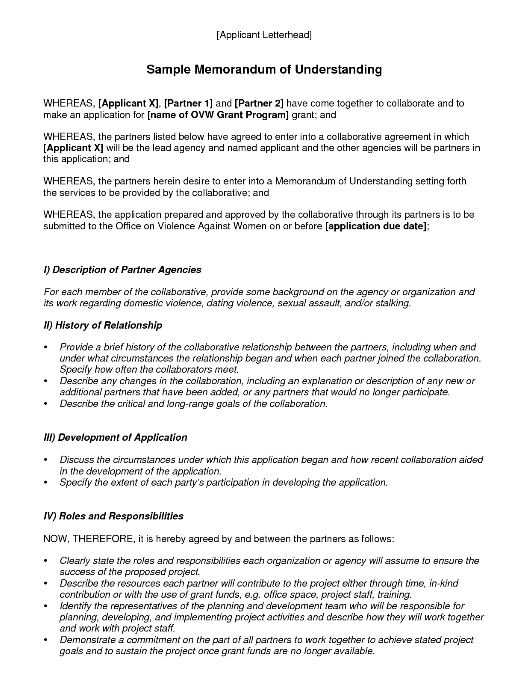 [Applicant Letterhead]
Sample Memorandum of Understanding
WHEREAS, [Applicant X], [Partner 1] and [Partner 2] have come together to collaborate and to
make an application for [name of OVW Grant Program] grant; and
WHEREAS, the partners listed below have agreed to enter into a collaborative agreement in which
[Applicant X] will be the lead agency and named applicant and the other agencies will be partners in
this application; and
WHEREAS, the partners herein desire to enter into a Memorandum of Understanding setting forth
the services to be provided by the collaborative; and
WHEREAS, the application prepared and approved by the collaborative through its partners is to be
submitted to the Office on Violence Against Women on or before [application due date];
I) Description of Partner Agencies
For each member of the collaborative, provide some background on the agency or organization and
its work regarding domestic violence, dating violence, sexual assault, and/or stalking.
II) History of Relationship
• Provide a brief history of the collaborative relationship between the partners, including when and
under what circumstances the relationship began and when each partner joined the collaboration.
Specify how often the collaborators meet.
• Describe any changes in the collaboration, including an explanation or description of any new or
additional partners that have been added, or any partners that would no longer participate.
• Describe the critical and long-range goals of the collaboration.
III) Development of Application
• Discuss the circumstances under which this application began and how recent collaboration aided
in the development of the application.
• Specify the extent of each party's participation in developing the application.
IV) Roles and Responsibilities
NOW, THEREFORE, it is hereby agreed by and between the partners as follows:
• Clearly state the roles and responsibilities each organization or agency will assume to ensure the
success of the proposed project.
• Describe the resources each partner will contribute to the project either through time, in-kind
contribution or with the use of grant funds, e.g. office space, project staff, training.
• Identify the representatives of the planning and development team who will be responsible for
planning, developing, and implementing project activities and describe how they will work together
and work with project staff.
• Demonstrate a commitment on the part of all partners to work together to achieve stated project
goals and to sustain the project once grant funds are no longer available.